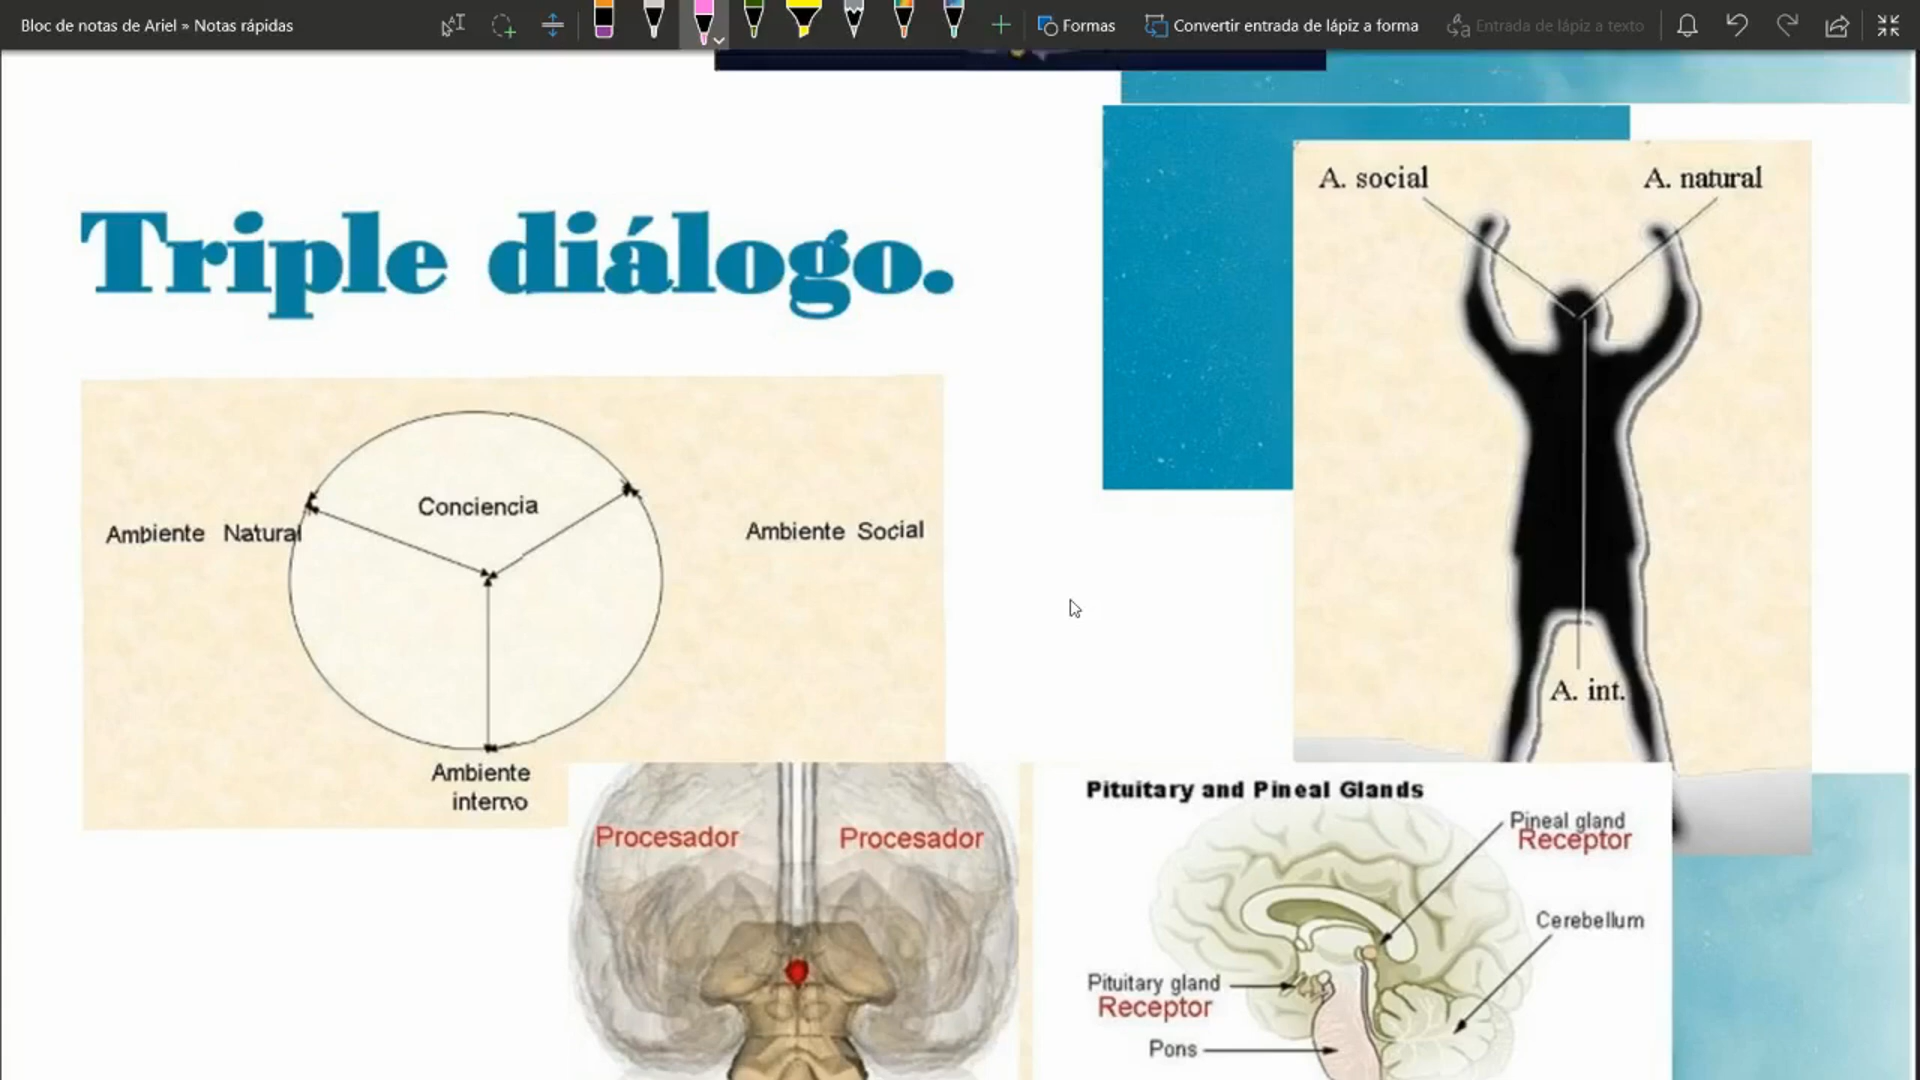 Bloc de notas de Ariel » Notas rápidas
Formas
Convertir entrada de lápiz a forma
Entrada de lápiz a texto
Triple diálogo.
A. social
A. natural
A. int.
Conciencia
Ambiente Natural
Ambiente Social
Ambiente
interno
Procesador
Procesador
Pituitary and Pineal Glands
Pineal gland
Receptor
Cerebellum
Pituitary gland
Receptor
Pons